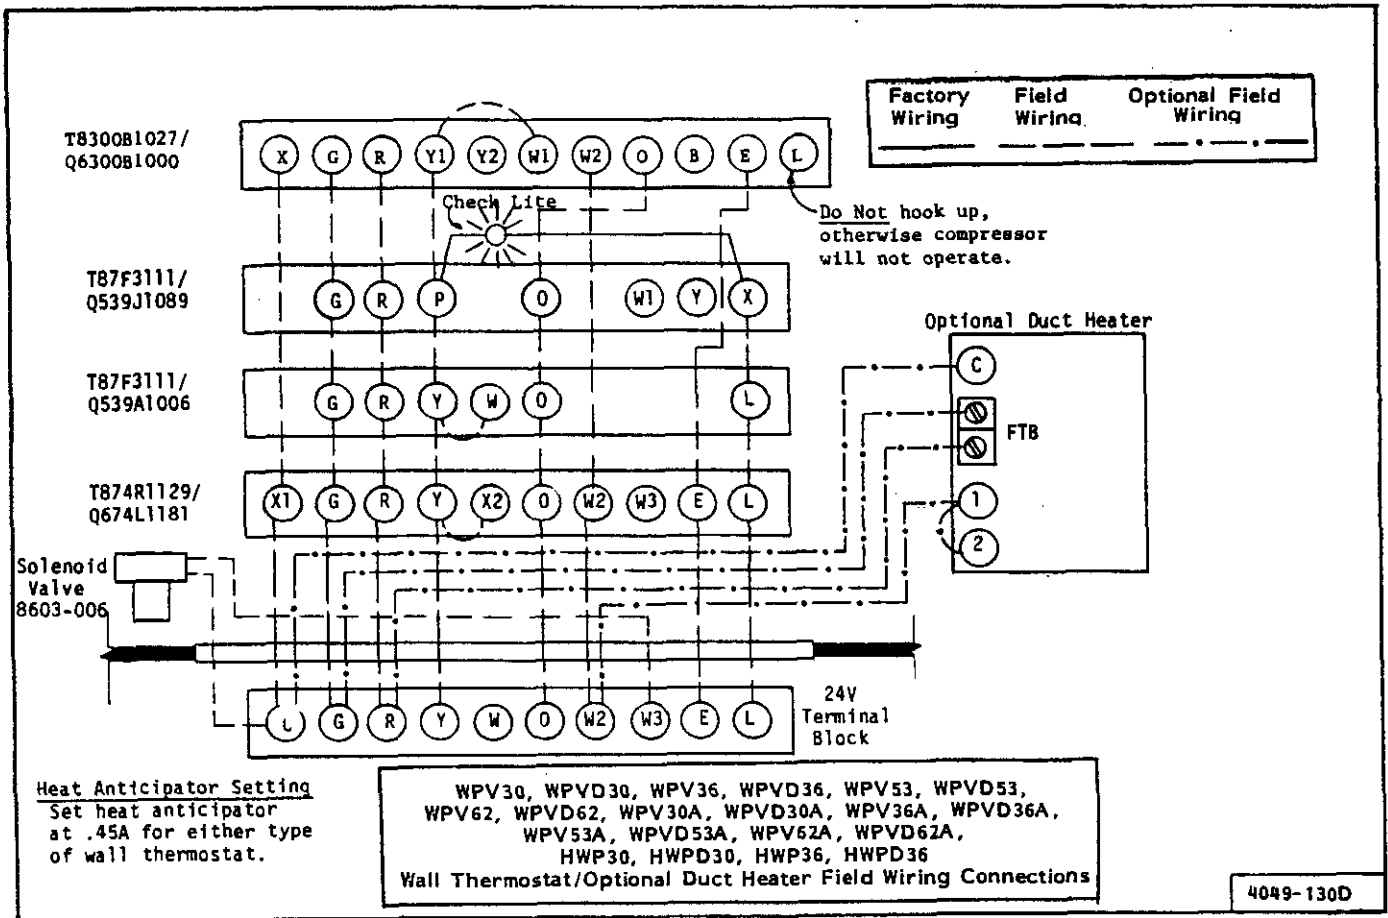 Factory Field Optional Field
Wiring Wiring Wiring
T8300B1027/
Q6300B1000
X G R Y1 Y2 W1 W2 O B E L
Check Lite
Do Not hook up,
otherwise compressor
will not operate.
T87F3111/
Q539J1089
G R P O W1 Y X
Optional Duct Heater
C
FTB
1
2
T87F3111/
Q539A1006
G R Y W O L
T874R1129/
Q674L1181
X1 G R Y X2 O W2 W3 E L
Solenoid
Valve
8603-006
G R Y W O W2 W3 E L
24V
Terminal
Block
Heat Anticipator Setting
Set heat anticipator
at .45A for either type
of wall thermostat.
WPV30, WPVD30, WPV36, WPVD36, WPV53, WPVD53,
WPV62, WPVD62, WPV30A, WPVD30A, WPV36A, WPVD36A,
WPV53A, WPVD53A, WPV62A, WPVD62A,
HWP30, HWPD30, HWP36, HWPD36
Wall Thermostat/Optional Duct Heater Field Wiring Connections
4049-130D